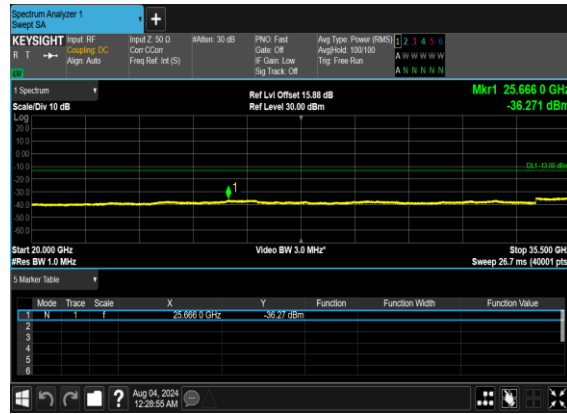 Spectrum Analyzer 1
Swept SA
+
KEYSIGHT Input: RF Input Z: 50 Ω #Atten: 30 dB PNO: Fast Avg Type: Power (RMS) 1 2 3 4 5 6
R T Coupling: DC Corr CCorr Gate: Off Avg|Hold: 100/100 A W W W W W
Align: Auto Freq Ref: Int (S) IF Gain: Low Trig: Free Run
Sig Track: Off A N N N N N
1 Spectrum Ref Lvl Offset 15.88 dB Mkr1 25.666 0 GHz
Scale/Div 10 dB Ref Level 30.00 dBm -36.271 dBm
Log
20.0
10.0
0.00
-10.0
DL1 -13.00 dBm
-20.0
-30.0
1
-40.0
-50.0
-60.0
Start 20.000 GHz Video BW 3.0 MHz* Stop 35.500 GHz
#Res BW 1.0 MHz Sweep 26.7 ms (40001 pts)
5 Marker Table
Mode Trace Scale X Y Function Function Width Function Value
1 N 1 f 25.666 0 GHz -36.27 dBm
2
3
4
5
6
? Aug 04, 2024
12:28:55 AM